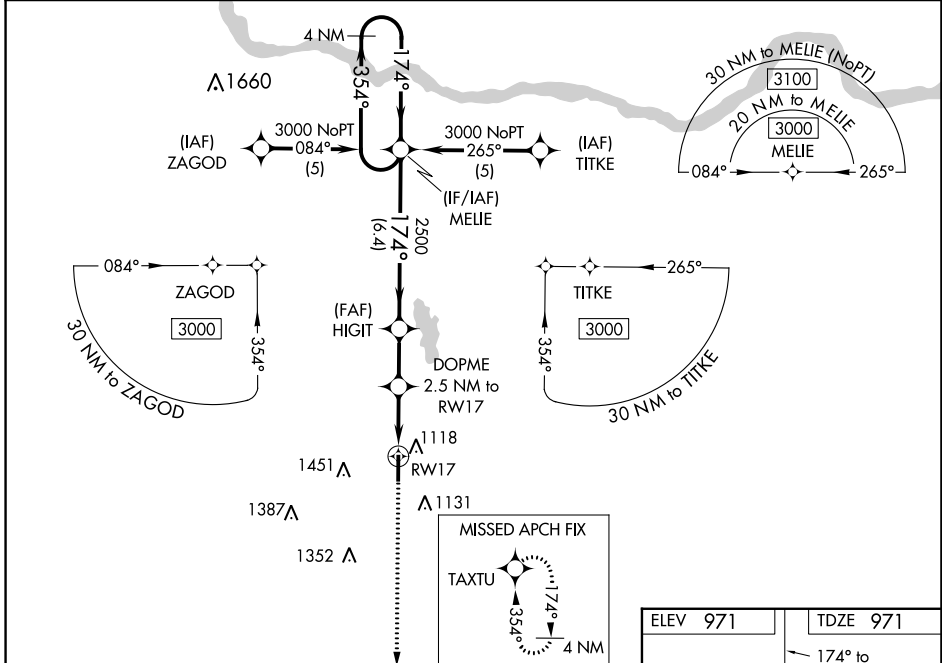 4 NM
174°
354°
1660
30 NM to MELIE (NoPT)
3100
20 NM to MELIE
3000
MELIE
084°
265°
(IAF)
ZAGOD
3000 NoPT
084°
(5)
3000 NoPT
265°
(5)
(IAF)
TITKE
(IF/IAF)
MELIE
2500
174°
(6.4)
084°
ZAGOD
3000
354°
30 NM to ZAGOD
265°
TITKE
3000
354°
30 NM to TITKE
(FAF)
HIGIT
DOPME
2.5 NM to
RW17
1118
RW17
1451
1387
1131
1352
MISSED APCH FIX
TAXTU
174°
354°
4 NM
ELEV 971
TDZE 971
174° to